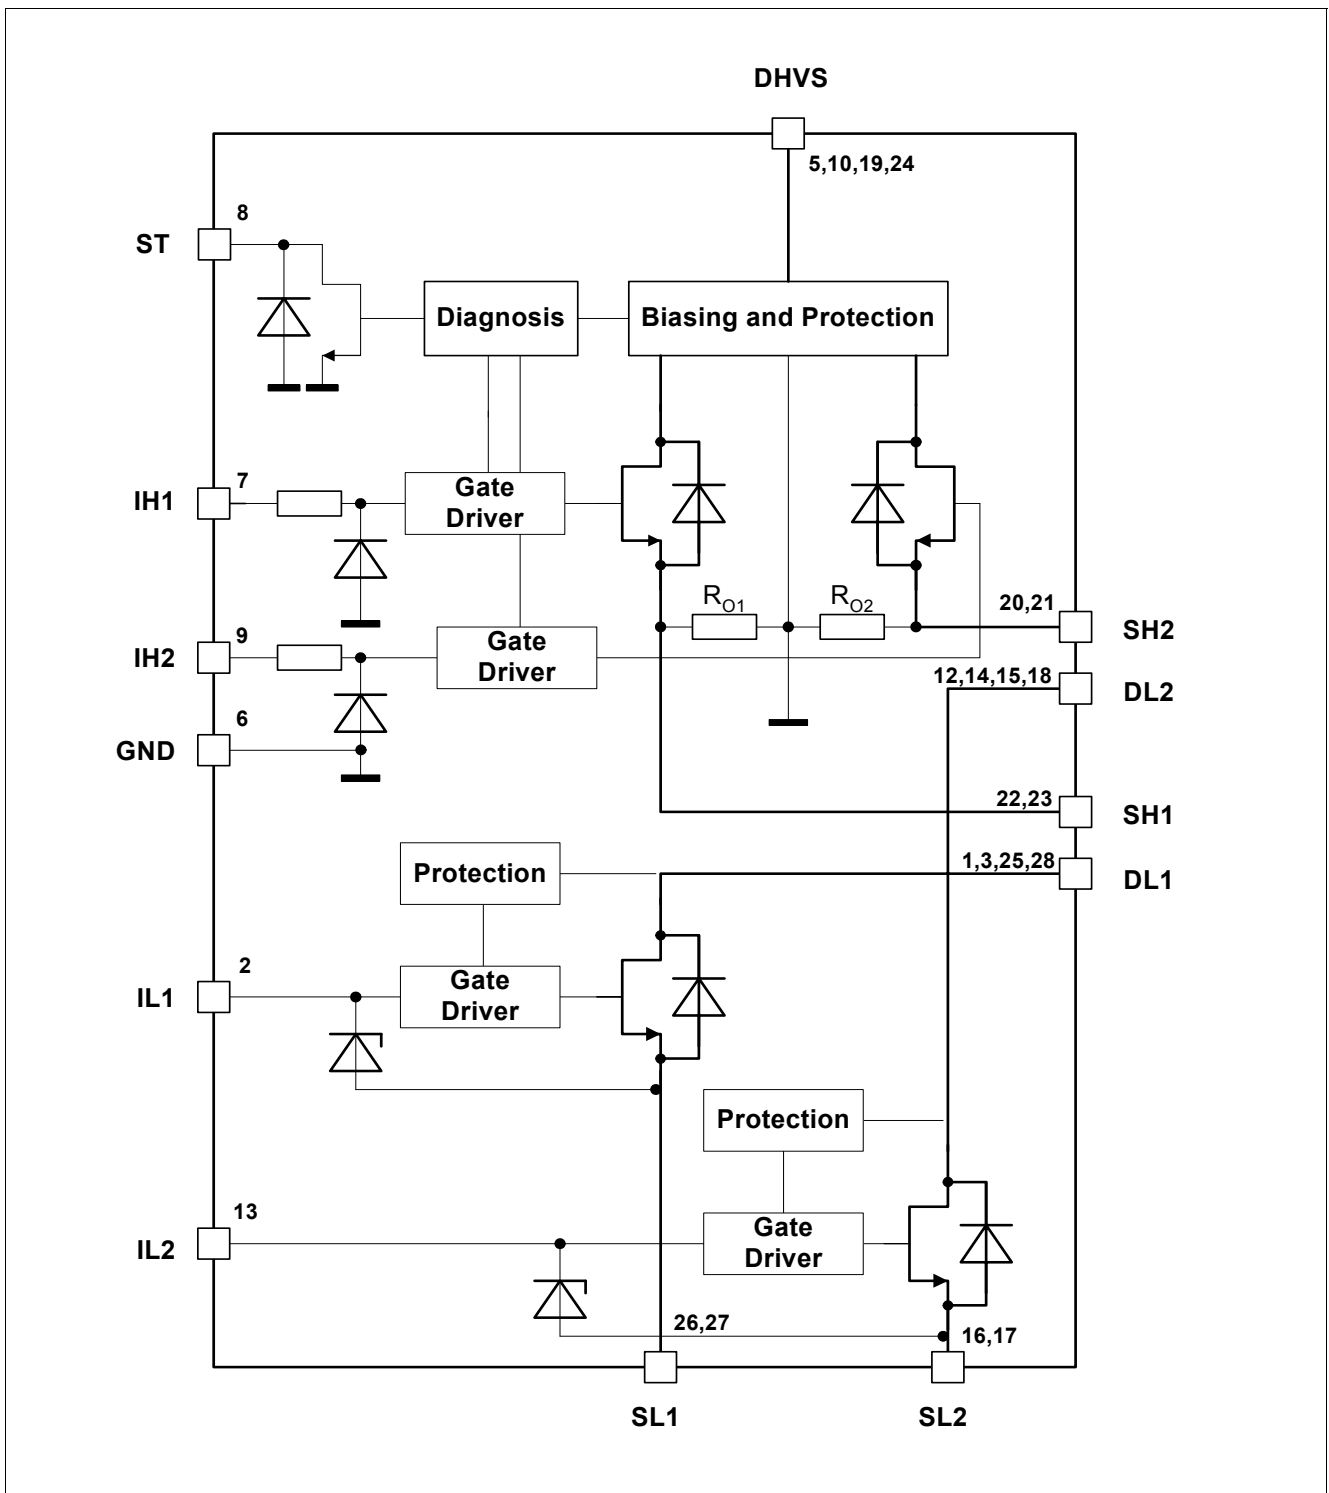 DHVS
5,10,19,24
8
ST
Diagnosis
Biasing and Protection
7
IH1
Gate
Driver
R_O1
R_O2
20,21
SH2
9
IH2
Gate
Driver
12,14,15,18
DL2
6
GND
22,23
SH1
Protection
1,3,25,28
DL1
2
IL1
Gate
Driver
Protection
13
IL2
Gate
Driver
26,27
16,17
SL1
SL2